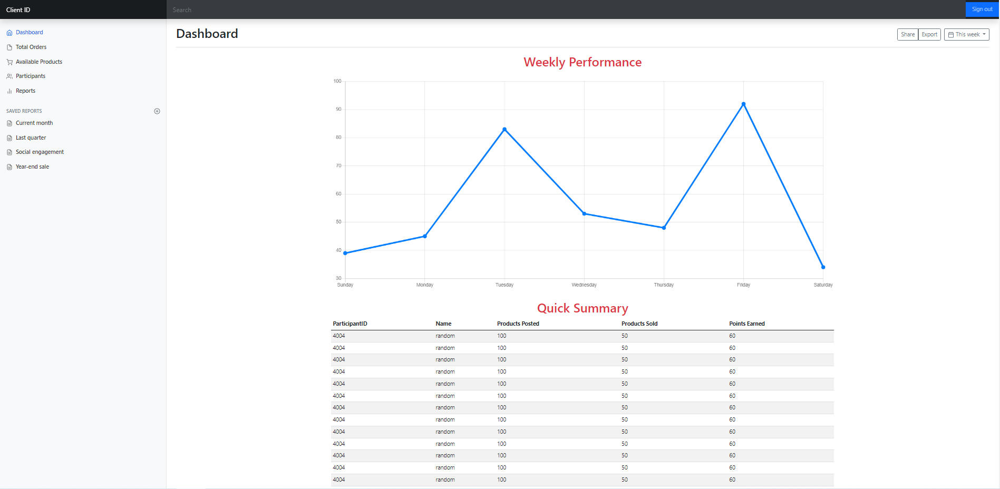 Client ID
Search
Sign out
Dashboard
Total Orders
Available Products
Participants
Reports
SAVED REPORTS
Current month
Last quarter
Social engagement
Year-end sale
Dashboard
Share
Export
This week
Weekly Performance
100
90
80
70
60
50
40
30
Sunday Monday Tuesday Wednesday Thursday Friday Saturday
Quick Summary
ParticipantID Name Products Posted Products Sold Points Earned
4004 random 100 50 60
4004 random 100 50 60
4004 random 100 50 60
4004 random 100 50 60
4004 random 100 50 60
4004 random 100 50 60
4004 random 100 50 60
4004 random 100 50 60
4004 random 100 50 60
4004 random 100 50 60
4004 random 100 50 60
4004 random 100 50 60
4004 random 100 50 60